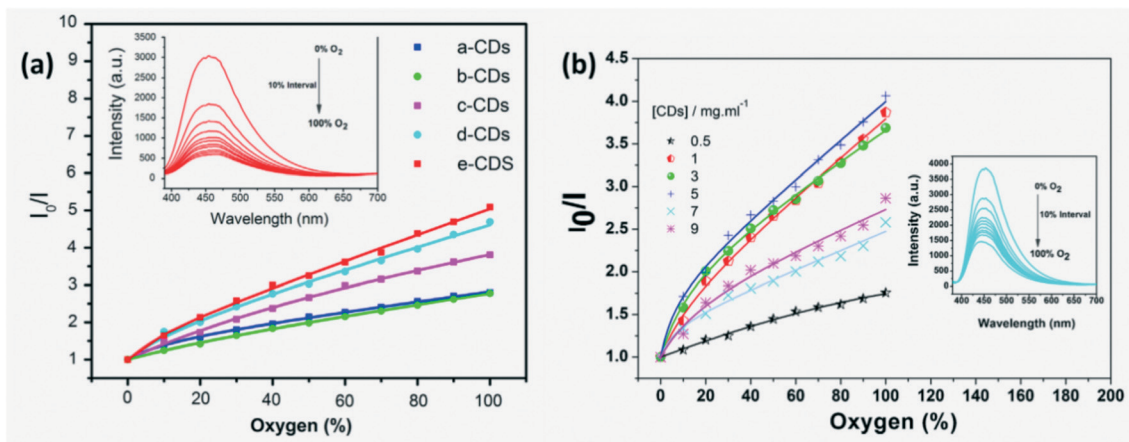 (a)
I₀/I
10
9
8
7
6
5
4
3
2
1
0 20 40 60 80 100
Oxygen (%)
a-CDs
b-CDs
c-CDs
d-CDs
e-CDS
Intensity (a.u.)
3500
3000
2500
2000
1500
1000
500
0
400 450 500 550 600 650 700
Wavelength (nm)
0% O₂
10% Interval
100% O₂
(b)
I₀/I
4.5
4.0
3.5
3.0
2.5
2.0
1.5
1.0
0 20 40 60 80 100 120 140 160 180 200
Oxygen (%)
[CDs] / mg.ml⁻¹
0.5
1
3
5
7
9
Intensity (a.u.)
4000
3500
3000
2500
2000
1500
1000
500
0
400 450 500 550 600 650 700
Wavelength (nm)
0% O₂
10% Interval
100% O₂